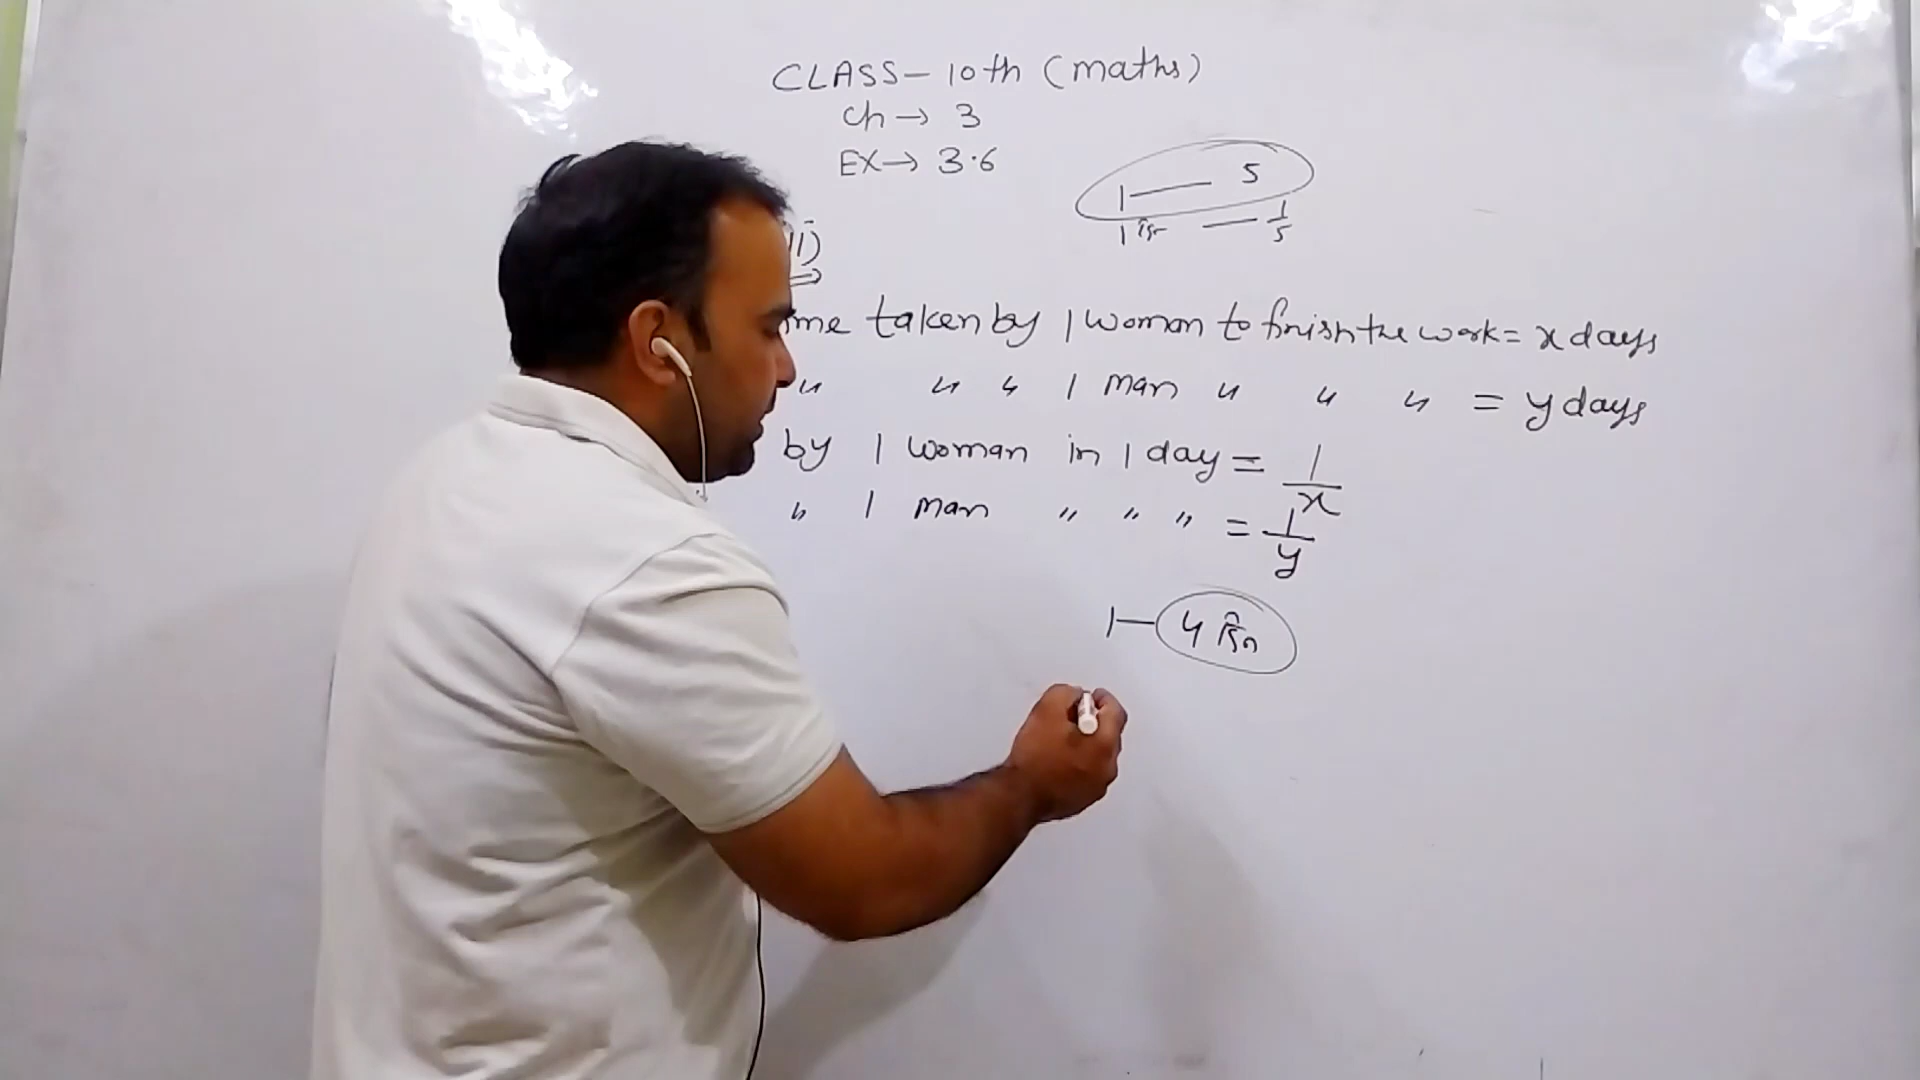 CLASS - 10th (maths)
Ch → 3
EX → 3.6
1 — 5
1 दिन — 1/5
me taken by 1 woman to finish the work = x days
" " " 1 man " " " = y days
by 1 woman in 1 day = 1/x
" 1 man " " " = 1/y
1 — 4 दिन